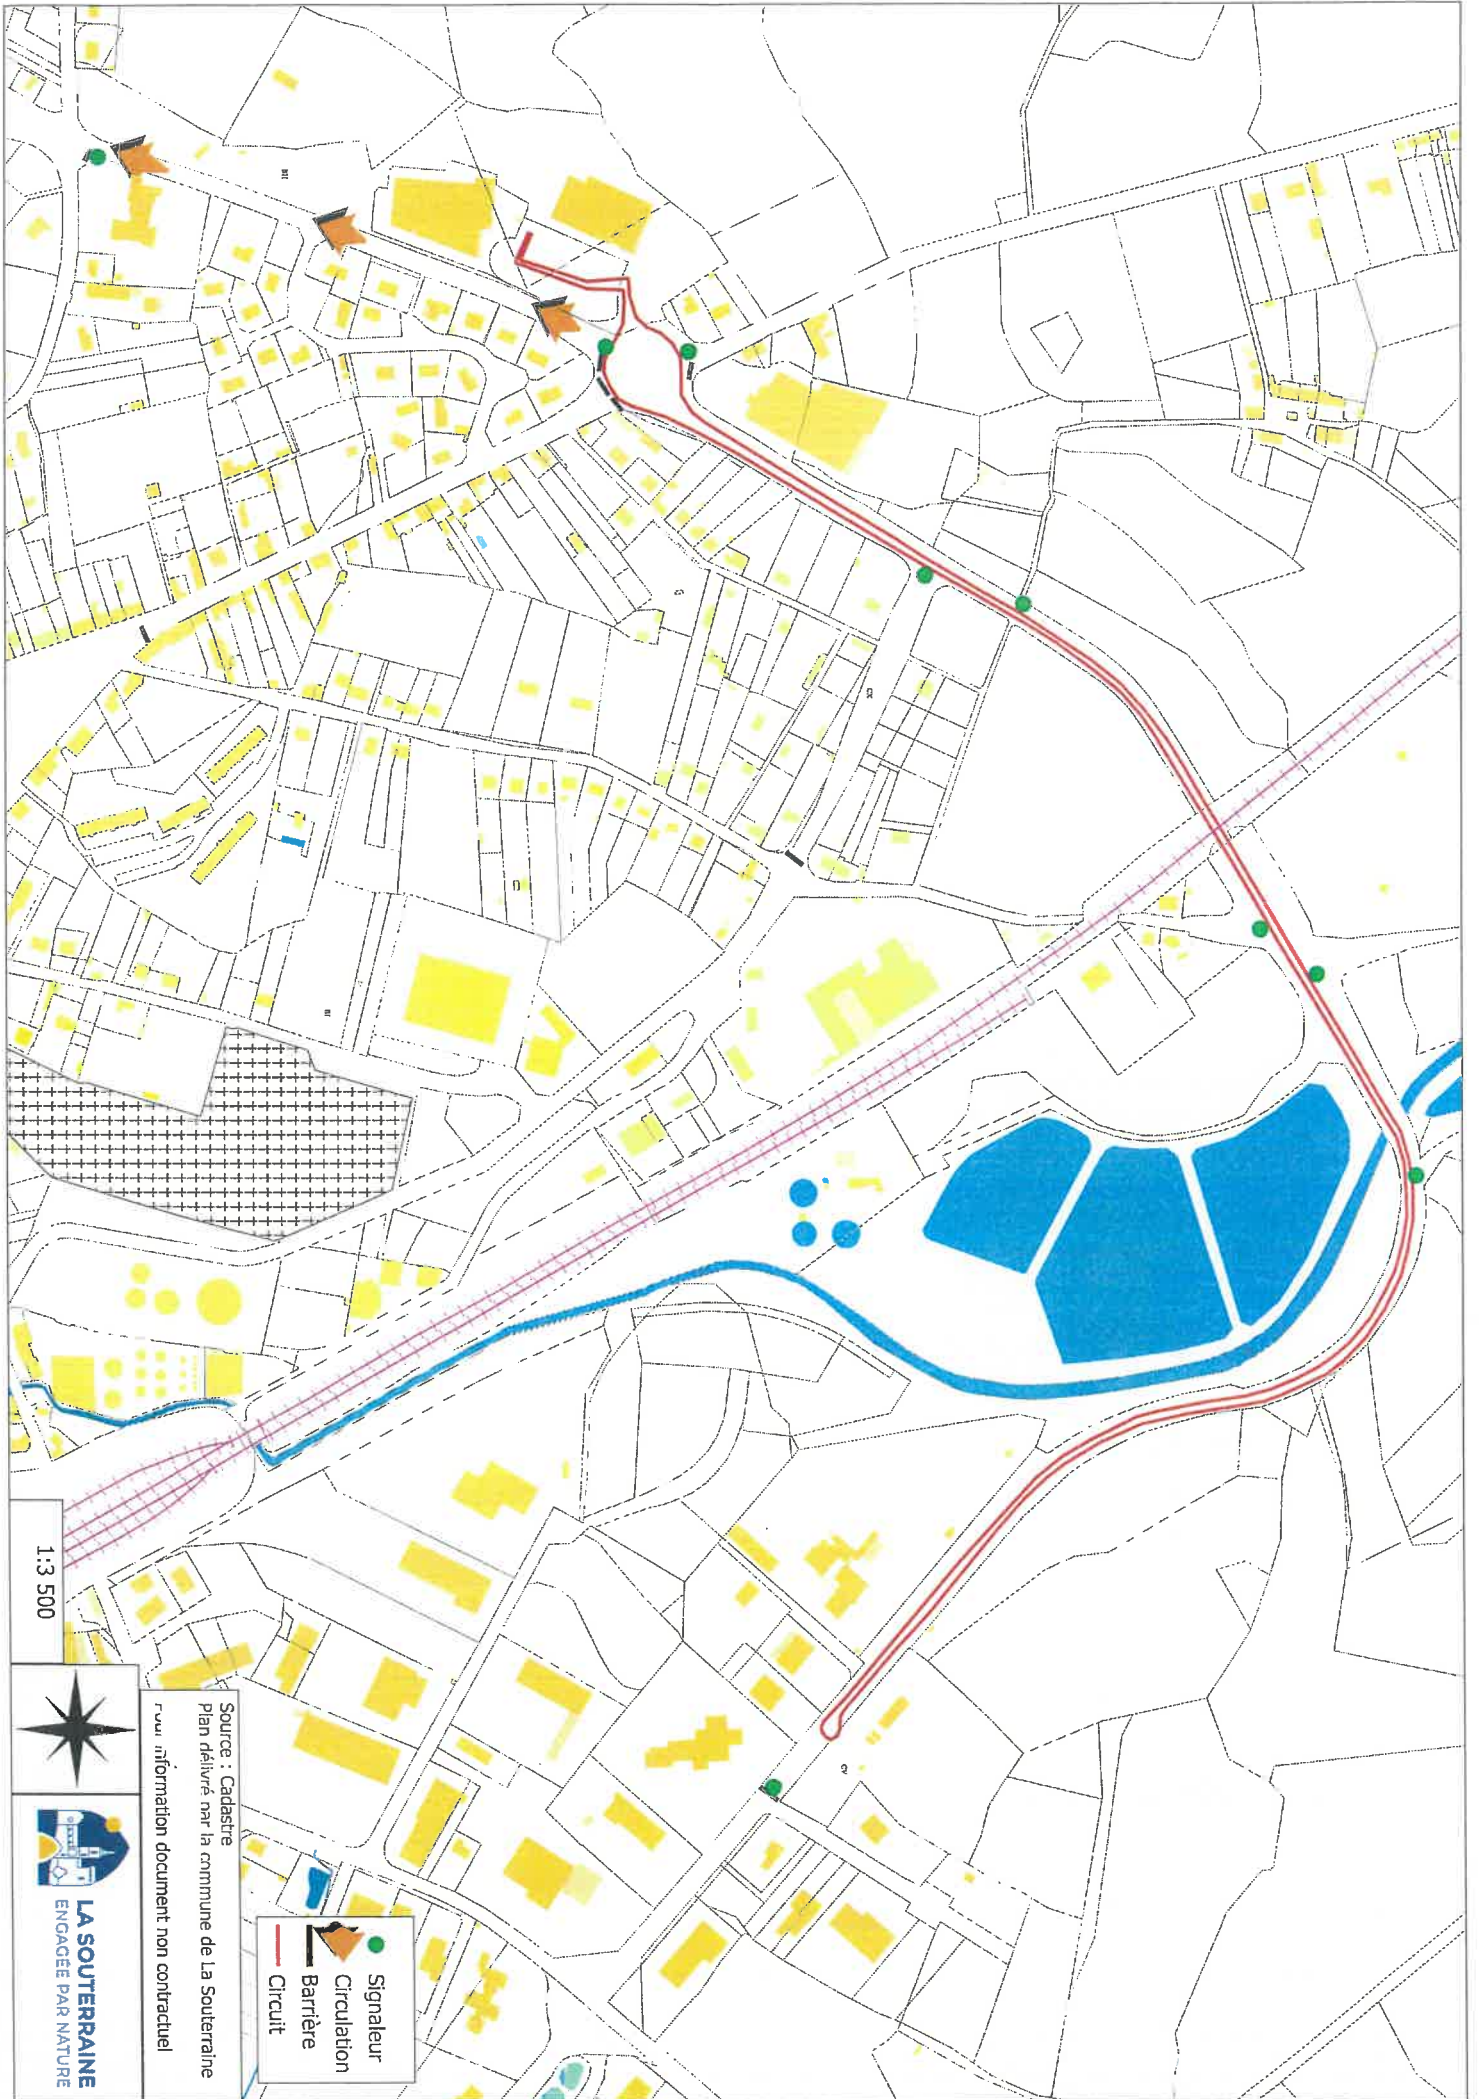 Signaleur
Circulation
Barrière
Circuit
Source : Cadastre
Plan délivré par la commune de La Souterraine
information document non contractuel
1:3 500
LA SOUTERRAINE
ENGAGÉE PAR NATURE